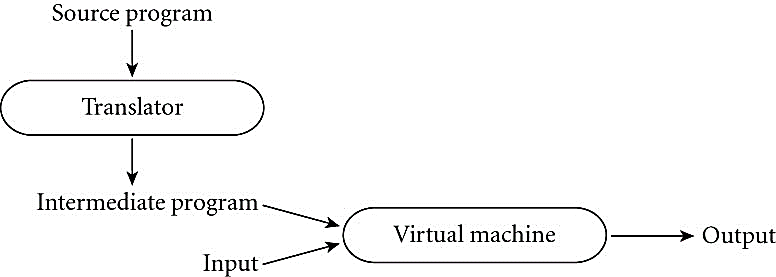 Source program
Translator
Intermediate program
Virtual machine
Output
Input